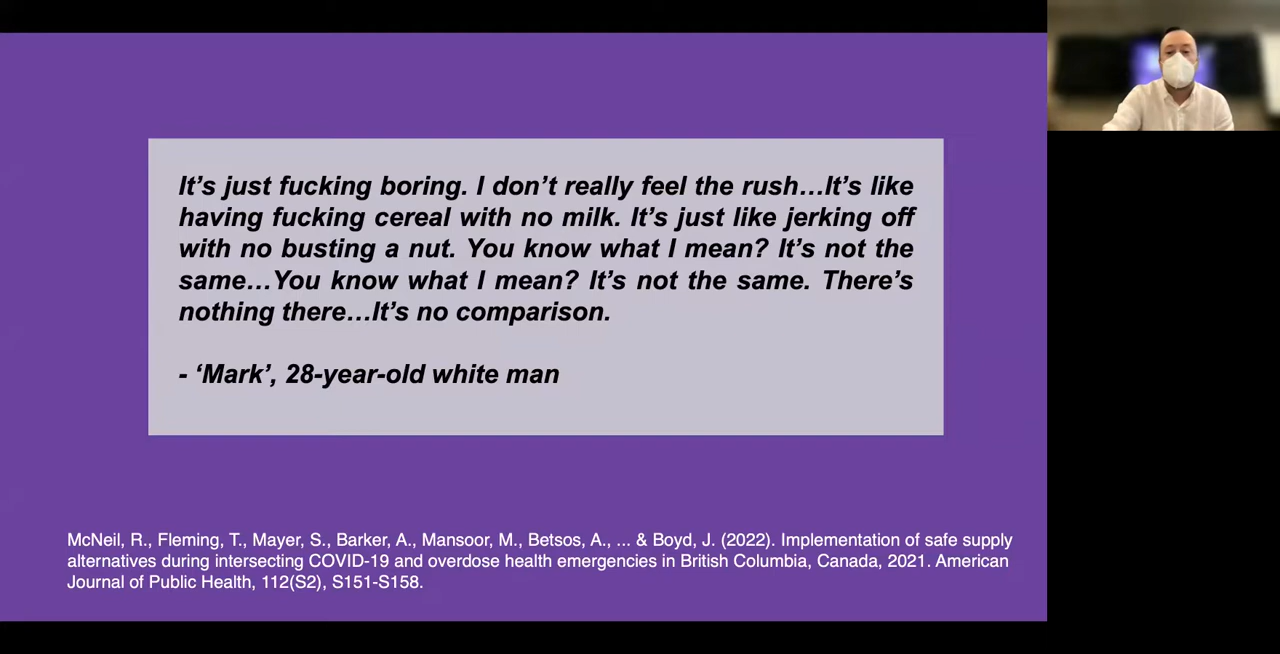 It’s just fucking boring. I don’t really feel the rush…It’s like
having fucking cereal with no milk. It’s just like jerking off
with no busting a nut. You know what I mean? It’s not the
same…You know what I mean? It’s not the same. There’s
nothing there…It’s no comparison.
- ‘Mark’, 28-year-old white man
McNeil, R., Fleming, T., Mayer, S., Barker, A., Mansoor, M., Betsos, A., ... & Boyd, J. (2022). Implementation of safe supply
alternatives during intersecting COVID-19 and overdose health emergencies in British Columbia, Canada, 2021. American
Journal of Public Health, 112(S2), S151-S158.